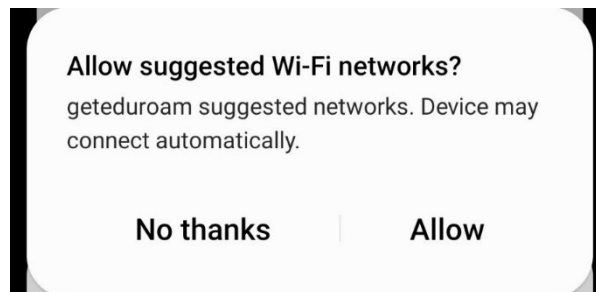 Allow suggested Wi-Fi networks?
geteduroam suggested networks. Device may
connect automatically.
No thanks
Allow